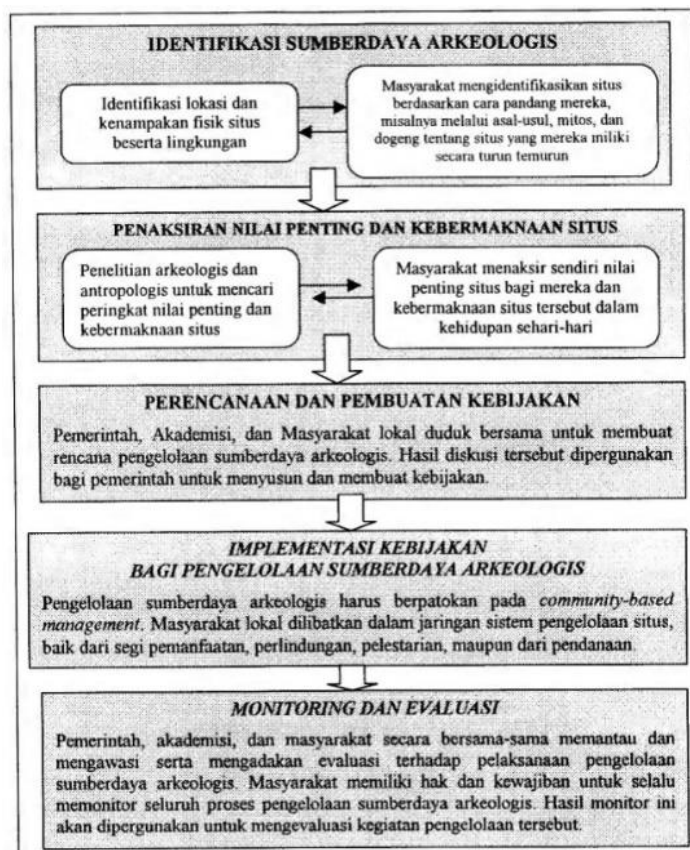 IDENTIFIKASI SUMBERDAYA ARKEOLOGIS
Identifikasi lokasi dan
kenampakan fisik situs
beserta lingkungan
Masyarakat mengidentifikasikan situs
berdasarkan cara pandang mereka,
misalnya melalui asal-usul, mitos, dan
dogeng tentang situs yang mereka miliki
secara turun temurun
PENAKSIRAN NILAI PENTING DAN KEBERMAKNAAN SITUS
Penelitian arkeologis dan
antropologis untuk mencari
peringkat nilai penting dan
kebermaknaan situs
Masyarakat menaksir sendiri nilai
penting situs bagi mereka dan
kebermaknaan situs tersebut dalam
kehidupan sehari-hari
PERENCANAAN DAN PEMBUATAN KEBIJAKAN
Pemerintah, Akademisi, dan Masyarakat lokal duduk bersama untuk membuat
rencana pengelolaan sumberdaya arkeologis. Hasil diskusi tersebut dipergunakan
bagi pemerintah untuk menyusun dan membuat kebijakan.
IMPLEMENTASI KEBIJAKAN
BAGI PENGELOLAAN SUMBERDAYA ARKEOLOGIS
Pengelolaan sumberdaya arkeologis harus berpatokan pada community-based
management. Masyarakat lokal dilibatkan dalam jaringan sistem pengelolaan situs,
baik dari segi pemanfaatan, perlindungan, pelestarian, maupun dari pendanaan.
MONITORING DAN EVALUASI
Pemerintah, akademisi, dan masyarakat secara bersama-sama memantau dan
mengawasi serta mengadakan evaluasi terhadap pelaksanaan pengelolaan
sumberdaya arkeologis. Masyarakat memiliki hak dan kewajiban untuk selalu
memonitor seluruh proses pengelolaan sumberdaya arkeologis. Hasil monitor ini
akan dipergunakan untuk mengevaluasi kegiatan pengelolaan tersebut.